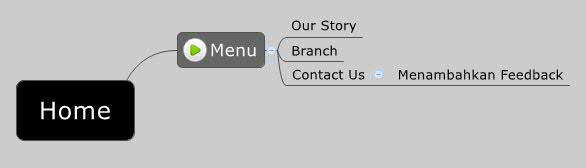 Our Story
Menu
Branch
Contact Us Menambahkan Feedback
Home